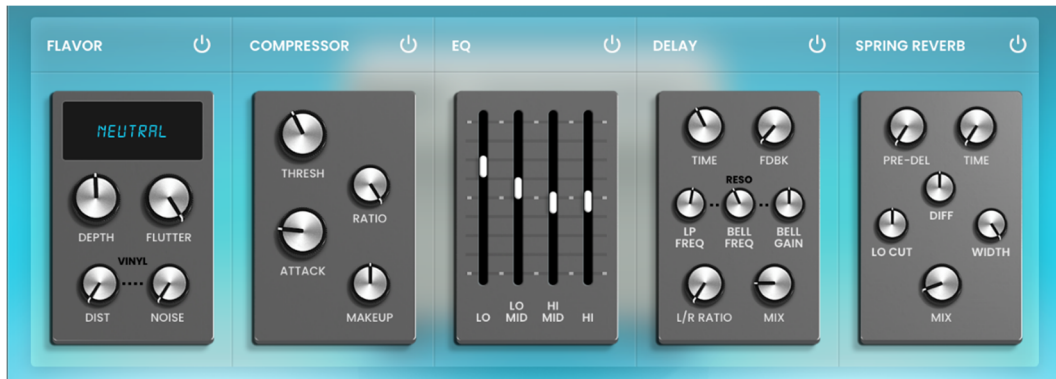 FLAVOR
NEUTRAL
DEPTH FLUTTER
VINYL
DIST NOISE
COMPRESSOR
THRESH
RATIO
ATTACK
MAKEUP
EQ
LO
LO MID
HI MID
HI
DELAY
TIME FDBK
RESO
LP FREQ
BELL FREQ
BELL GAIN
L/R RATIO MIX
SPRING REVERB
PRE-DEL TIME
DIFF
LO CUT WIDTH
MIX